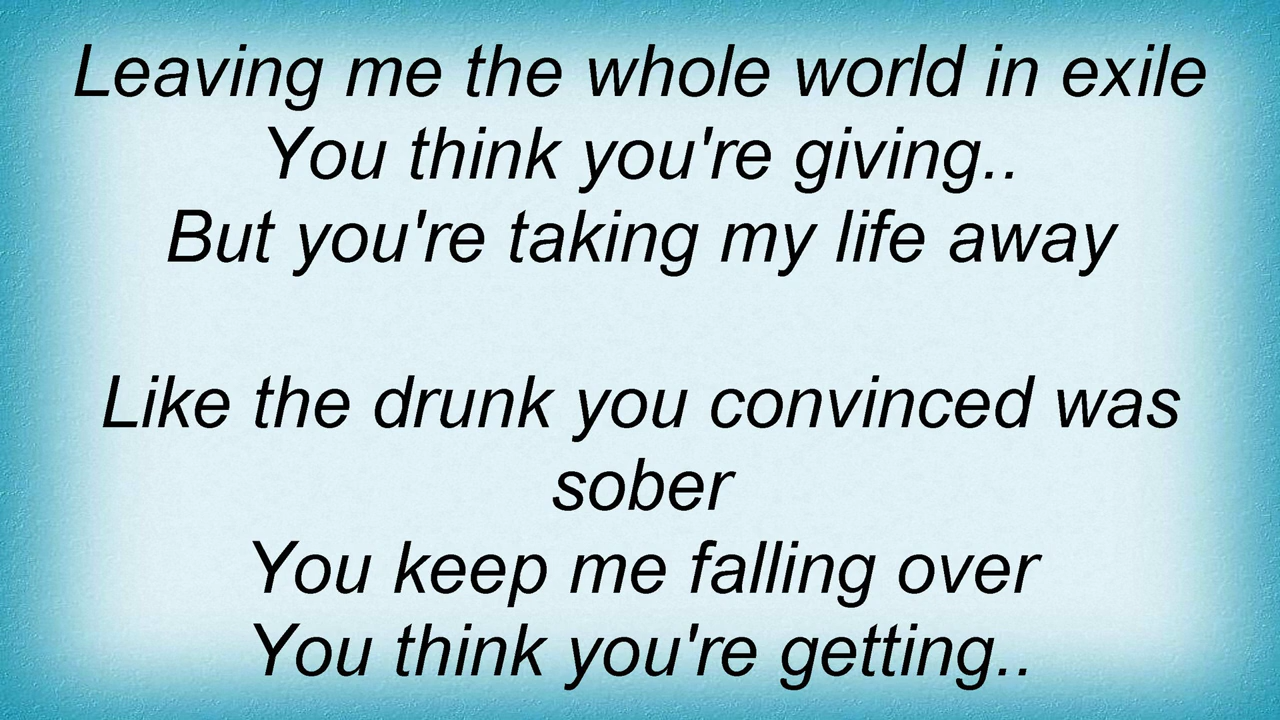 Leaving me the whole world in exile
You think you're giving..
But you're taking my life away
Like the drunk you convinced was
sober
You keep me falling over
You think you're getting..